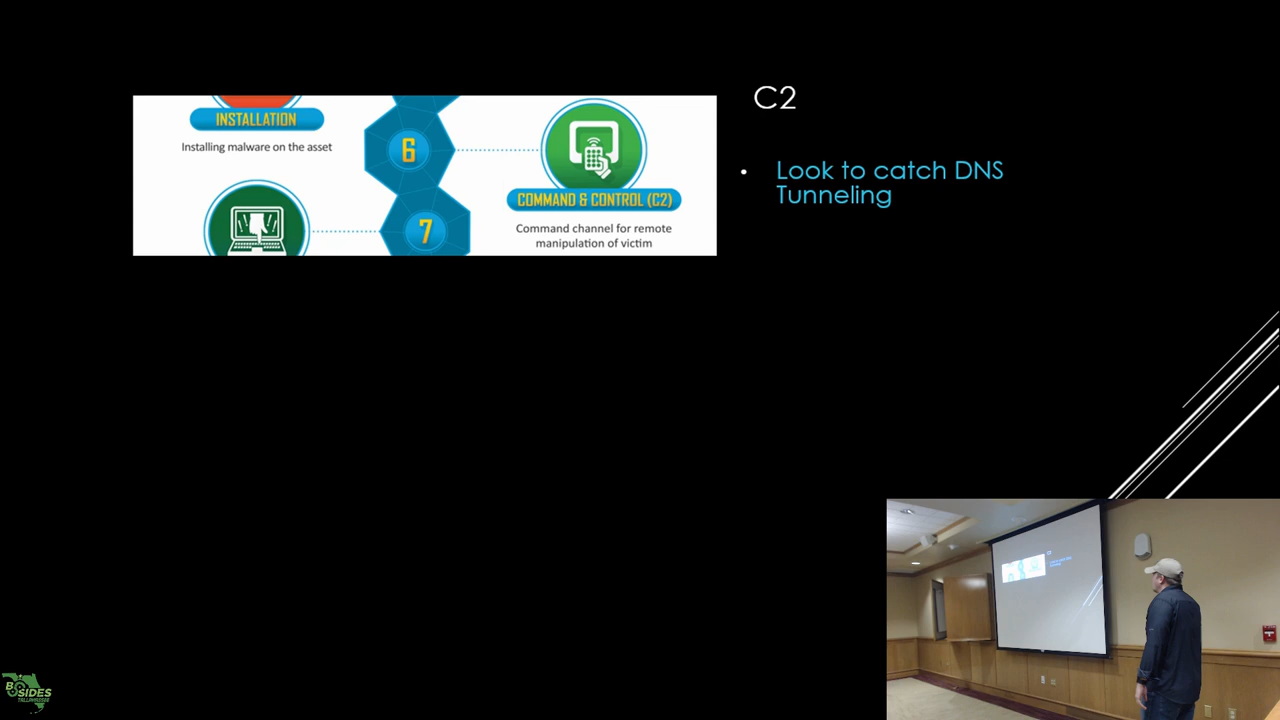 C2
INSTALLATION
Installing malware on the asset
6
COMMAND & CONTROL (C2)
Command channel for remote
manipulation of victim
7
• Look to catch DNS
Tunneling
B SIDES
TALLAHASSEE